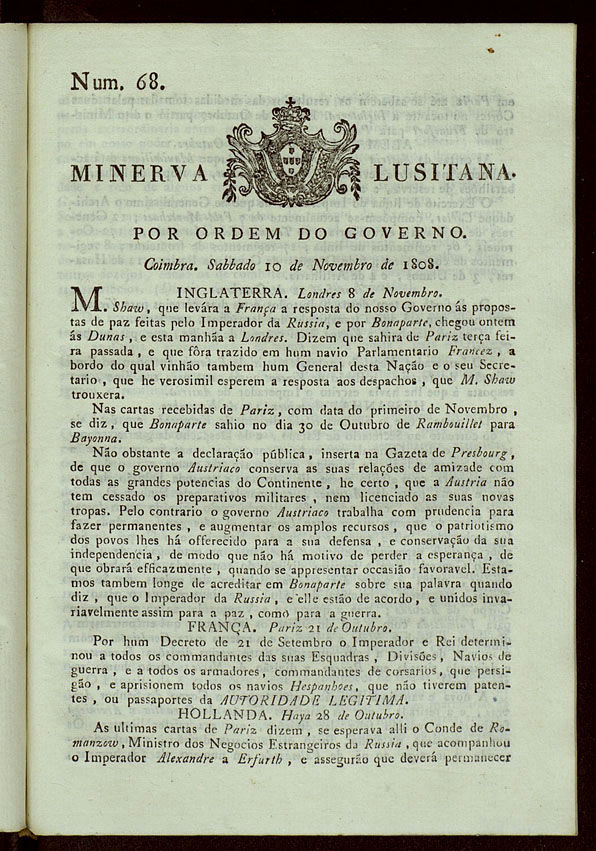 Num. 68.
MINERVA LUSITANA.
POR ORDEM DO GOVERNO.
Coimbra. Sabbado 10 de Novembro de 1808.
INGLATERRA. Londres 8 de Novembro.
M. Shaw, que levára a França a resposta do nosso Governo ás propos-
tas de paz feitas pelo Imperador da Russia, e por Bonaparte, chegou ontem
ás Dunas, e esta manhãa a Londres. Dizem que sahira de Pariz terça fei-
ra passada, e que fôra trazido em hum navio Parlamentario Francez, a
bordo do qual vinhão tambem hum General desta Nação e o seu Secre-
tario, que he verosimil esperem a resposta aos despachos, que M. Shaw
trouxera.
Nas cartas recebidas de Pariz, com data do primeiro de Novembro,
se diz, que Bonaparte sahio no dia 30 de Outubro de Rambouillet para
Bayonna.
Não obstante a declaração pública, inserta na Gazeta de Presbourg,
de que o governo Austriaco conserva as suas relações de amizade com
todas as grandes potencias do Continente, he certo, que a Austria não
tem cessado os preparativos militares, nem licenciado as suas novas
tropas. Pelo contrario o governo Austriaco trabalha com prudencia para
fazer permanentes, e augmentar os amplos recursos, que o patriotismo
dos povos lhes há offerecido para a sua defensa, e conservação da sua
independencia, de modo que não há motivo de perder a esperança, de
que obrará efficazmente, quando se appresentar occasião favoravel. Esta-
mos tambem longe de acreditar em Bonaparte sobre sua palavra quando
diz, que o Imperador da Russia, e elle estão de acordo, e unidos inva-
riavelmente assim para a paz, como para a guerra.
FRANÇA. Pariz 21 de Outubro.
Por hum Decreto de 21 de Setembro o Imperador e Rei determi-
nou a todos os commandantes das suas Esquadras, Divisões, Navios de
guerra, e a todos os armadores, commandantes de corsarios, que persi-
gão, e aprisionem todos os navios Hespanhoes, que não tiverem paten-
tes, ou passaportes da AUTORIDADE LEGITIMA.
HOLLANDA. Haya 28 de Outubro.
As ultimas cartas de Pariz dizem, se esperava alli o Conde de Ro-
manzow, Ministro dos Negocios Estrangeiros da Russia, que acompanhou
o Imperador Alexandre a Erfurth, e assegurão que deverá permanecer